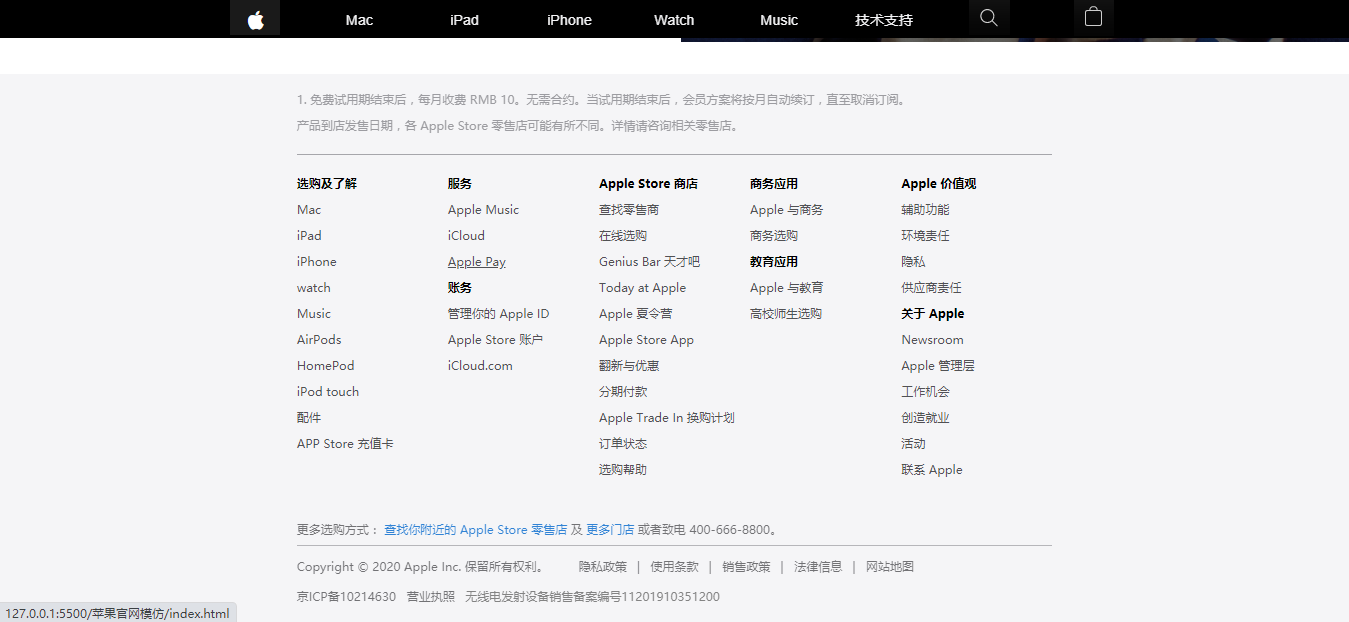 Mac iPad iPhone Watch Music 技术支持
1. 免费试用期结束后，每月收费 RMB 10。无需合约。当试用期结束后，会员方案将按月自动续订，直至取消订阅。
产品到店发售日期，各 Apple Store 零售店可能有所不同。详情请咨询相关零售店。
选购及了解
Mac
iPad
iPhone
watch
Music
AirPods
HomePod
iPod touch
配件
APP Store 充值卡
服务
Apple Music
iCloud
Apple Pay
账务
管理你的 Apple ID
Apple Store 账户
iCloud.com
Apple Store 商店
查找零售商
在线选购
Genius Bar 天才吧
Today at Apple
Apple 夏令营
Apple Store App
翻新与优惠
分期付款
Apple Trade In 换购计划
订单状态
选购帮助
商务应用
Apple 与商务
商务选购
教育应用
Apple 与教育
高校师生选购
Apple 价值观
辅助功能
环境责任
隐私
供应商责任
关于 Apple
Newsroom
Apple 管理层
工作机会
创造就业
活动
联系 Apple
更多选购方式： 查找你附近的 Apple Store 零售店 及 更多门店 或者致电 400-666-8800。
Copyright © 2020 Apple Inc. 保留所有权利。 隐私政策 | 使用条款 | 销售政策 | 法律信息 | 网站地图
京ICP备10214630 营业执照 无线电发射设备销售备案编号11201910351200
127.0.0.1:5500/苹果官网模仿/index.html